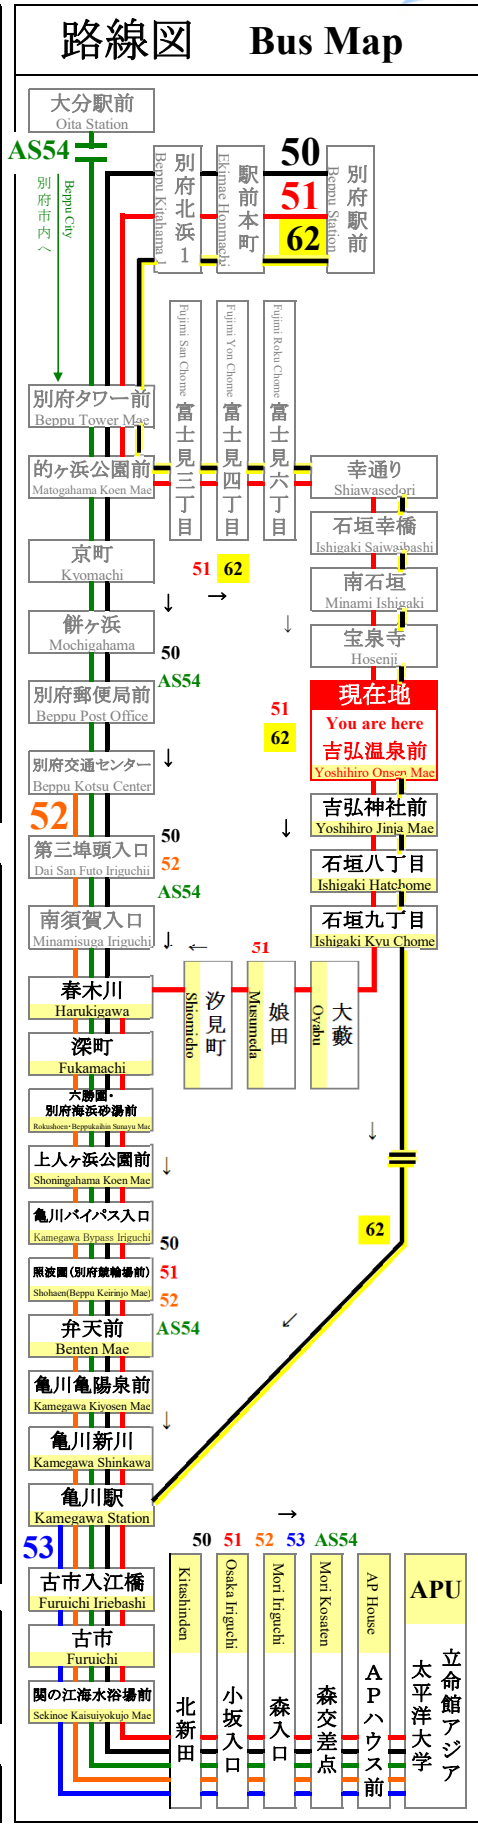 路線図 Bus Map
大分駅前
Oita Station
AS54
Beppu City
別府市内へ
別府北浜1
Beppu Kitahama 1
駅前本町
Ekimae Honmachi
50
51
62
別府駅前
Beppu Station
別府タワー前
Beppu Tower Mae
的ヶ浜公園前
Matogahama Koen Mae
Fujimi San Chome
富士見三丁目
Fujimi Yon Chome
富士見四丁目
Fujimi Roku Chome
富士見六丁目
幸通り
Shiawasedori
石垣幸橋
Ishigaki Saiwaibashi
南石垣
Minami Ishigaki
宝泉寺
Hosenji
51 62
↓ → ↓
京町
Kyomachi
餅ヶ浜
Mochigahama
50
AS54
別府郵便局前
Beppu Post Office
↓
別府交通センター
Beppu Kotsu Center
51
62
↓
現在地
You are here
吉弘温泉前
Yoshihiro Onsen Mae
吉弘神社前
Yoshihiro Jinja Mae
石垣八丁目
Ishigaki Hatchome
石垣九丁目
Ishigaki Kyu Chome
52
第三埠頭入口
Dai San Futo Iriguchii
50
52
AS54
南須賀入口
Minamisuga Iriguchi
↓ ← 51
春木川
Harukigawa
汐見町
Shiomicho
娘田
Musumeda
大藪
Oyabu
深町
Fukamachi
六勝園・
別府海浜砂湯前
Rokushoen・Beppukaihin Sunayu Mae
上人ヶ浜公園前
Shoningahama Koen Mae
↓
↓
亀川バイパス入口
Kamegawa Bypass Iriguchi
62
↙
50
51
52
AS54
照波園(別府競輪場前)
Shohaen(Beppu Keirinjo Mae)
弁天前
Benten Mae
亀川亀陽泉前
Kamegawa Kiyosen Mae
↓
亀川新川
Kamegawa Shinkawa
亀川駅
Kamegawa Station
53
→
50 51 52 53 AS54
古市入江橋
Furuichi Iriebashi
古市
Furuichi
関の江海水浴場前
Sekinoe Kaisuiyokujo Mae
Kitashinden
北新田
Osaka Iriguchi
小坂入口
Mori Iriguchi
森入口
Mori Kosaten
森交差点
AP House
APハウス前
APU
立命館アジア
太平洋大学